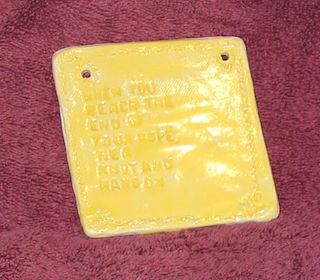 WHEN YOU
REACH THE
END OF
YOUR ROPE,
TIE A
KNOT AND
HANG ON